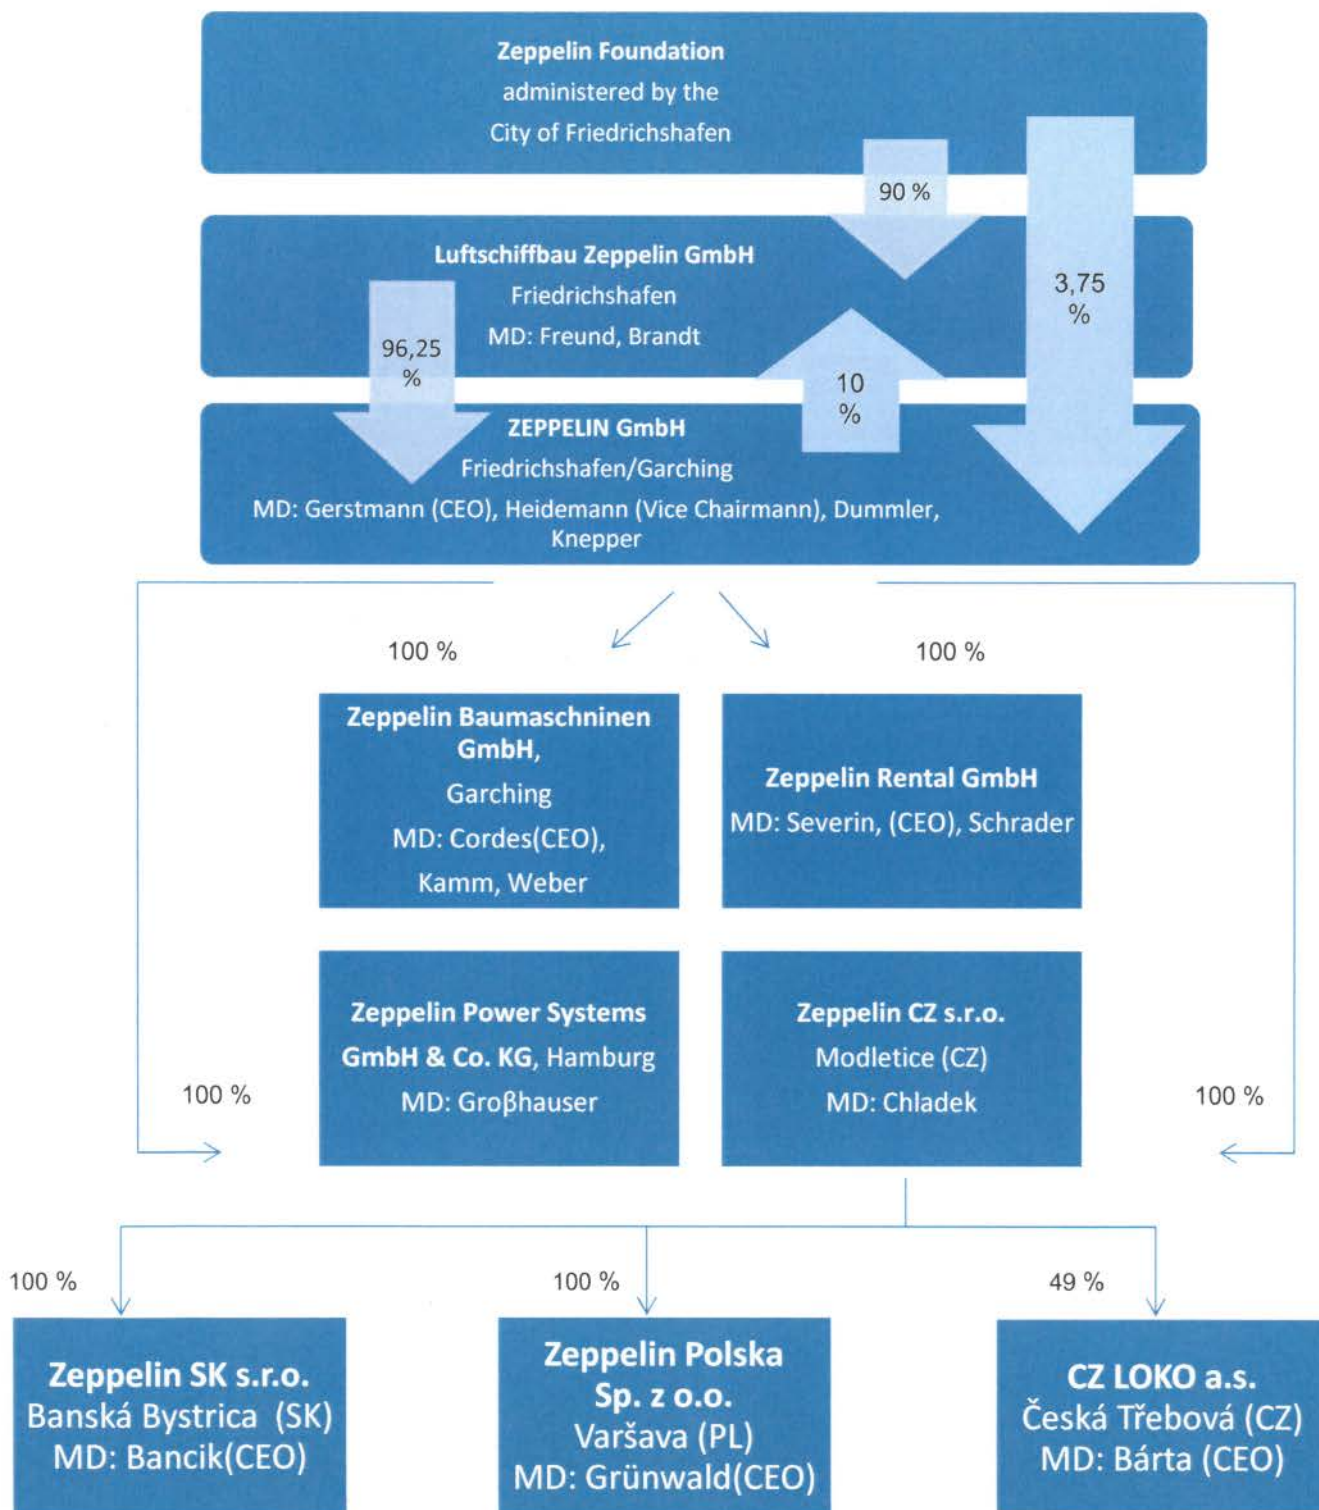 Zeppelin Foundation
administered by the
City of Friedrichshafen
90 %
Luftschiffbau Zeppelin GmbH
Friedrichshafen
MD: Freund, Brandt
3,75
%
96,25
%
10
%
ZEPPELIN GmbH
Friedrichshafen/Garching
MD: Gerstmann (CEO), Heidemann (Vice Chairmann), Dummler,
Knepper
100 %
100 %
Zeppelin Baumaschninen
GmbH,
Garching
MD: Cordes(CEO),
Kamm, Weber
Zeppelin Rental GmbH
MD: Severin, (CEO), Schrader
Zeppelin Power Systems
GmbH & Co. KG, Hamburg
MD: Groβhauser
Zeppelin CZ s.r.o.
Modletice (CZ)
MD: Chladek
100 %
100 %
100 %
100 %
49 %
Zeppelin SK s.r.o.
Banská Bystrica (SK)
MD: Bancik(CEO)
Zeppelin Polska
Sp. z o.o.
Varšava (PL)
MD: Grünwald(CEO)
CZ LOKO a.s.
Česká Třebová (CZ)
MD: Bárta (CEO)